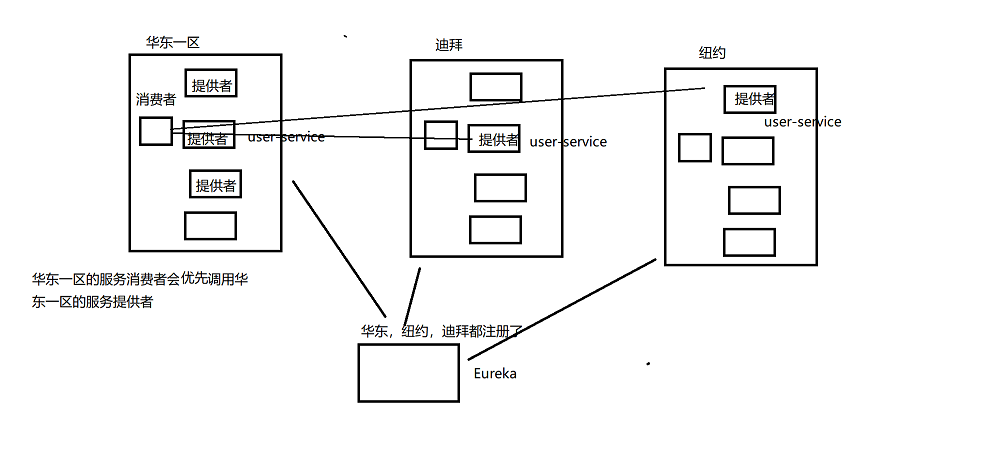 华东一区
迪拜
纽约
消费者
提供者
提供者
user-service
提供者
提供者
user-service
提供者
user-service
华东一区的服务消费者会优先调用华
东一区的服务提供者
华东，纽约，迪拜都注册了
Eureka